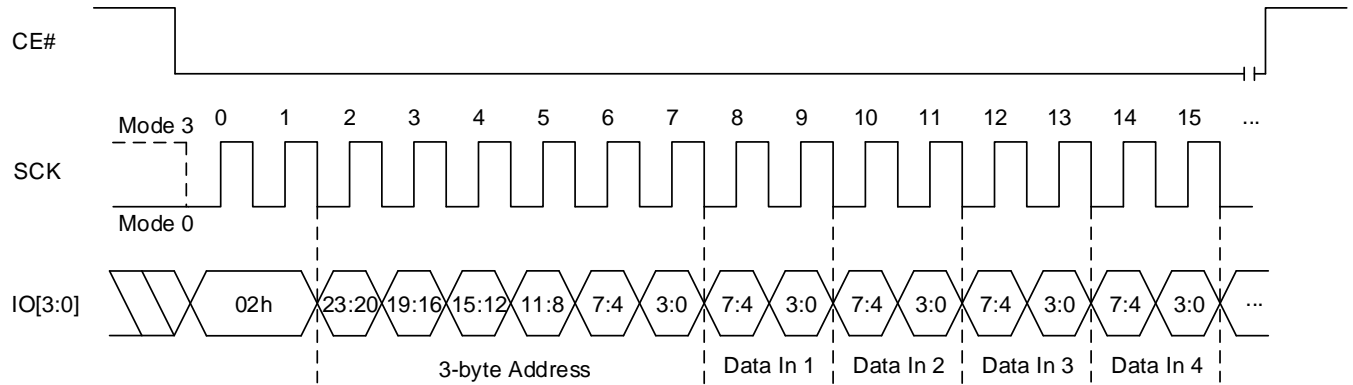 CE#
Mode 3 0 1 2 3 4 5 6 7 8 9 10 11 12 13 14 15 ...
SCK
Mode 0
IO[3:0] 02h 23:20 19:16 15:12 11:8 7:4 3:0 7:4 3:0 7:4 3:0 7:4 3:0 7:4 3:0 ...
3-byte Address Data In 1 Data In 2 Data In 3 Data In 4